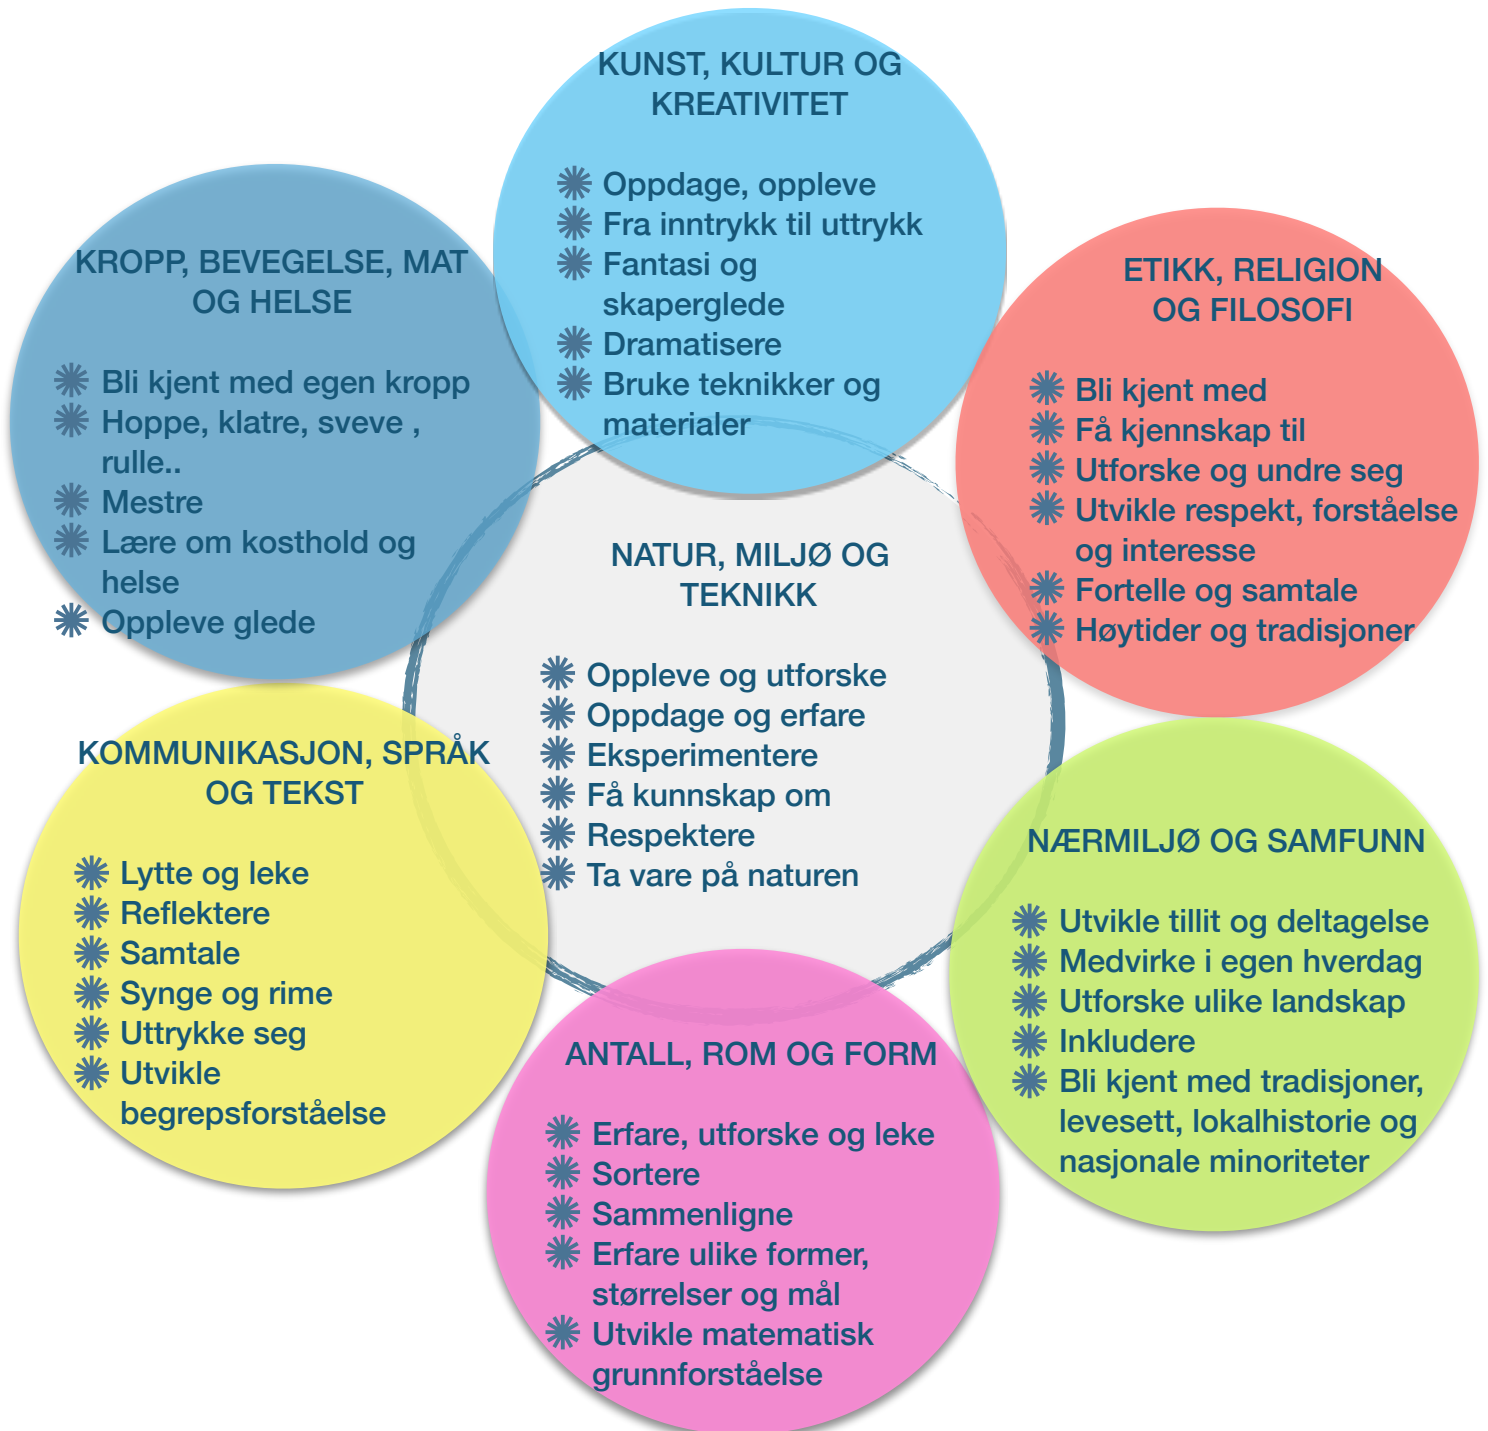 KUNST, KULTUR OG
KREATIVITET
Oppdage, oppleve
Fra inntrykk til uttrykk
Fantasi og
skaperglede
Dramatisere
Bruke teknikker og
materialer
KROPP, BEVEGELSE, MAT
OG HELSE
Bli kjent med egen kropp
Hoppe, klatre, sveve ,
rulle..
Mestre
Lære om kosthold og
helse
Oppleve glede
ETIKK, RELIGION
OG FILOSOFI
Bli kjent med
Få kjennskap til
Utforske og undre seg
Utvikle respekt, forståelse
og interesse
Fortelle og samtale
Høytider og tradisjoner
NATUR, MILJØ OG
TEKNIKK
Oppleve og utforske
Oppdage og erfare
Eksperimentere
Få kunnskap om
Respektere
Ta vare på naturen
KOMMUNIKASJON, SPRÅK
OG TEKST
Lytte og leke
Reflektere
Samtale
Synge og rime
Uttrykke seg
Utvikle
begrepsforståelse
NÆRMILJØ OG SAMFUNN
Utvikle tillit og deltagelse
Medvirke i egen hverdag
Utforske ulike landskap
Inkludere
Bli kjent med tradisjoner,
levesett, lokalhistorie og
nasjonale minoriteter
ANTALL, ROM OG FORM
Erfare, utforske og leke
Sortere
Sammenligne
Erfare ulike former,
størrelser og mål
Utvikle matematisk
grunnforståelse